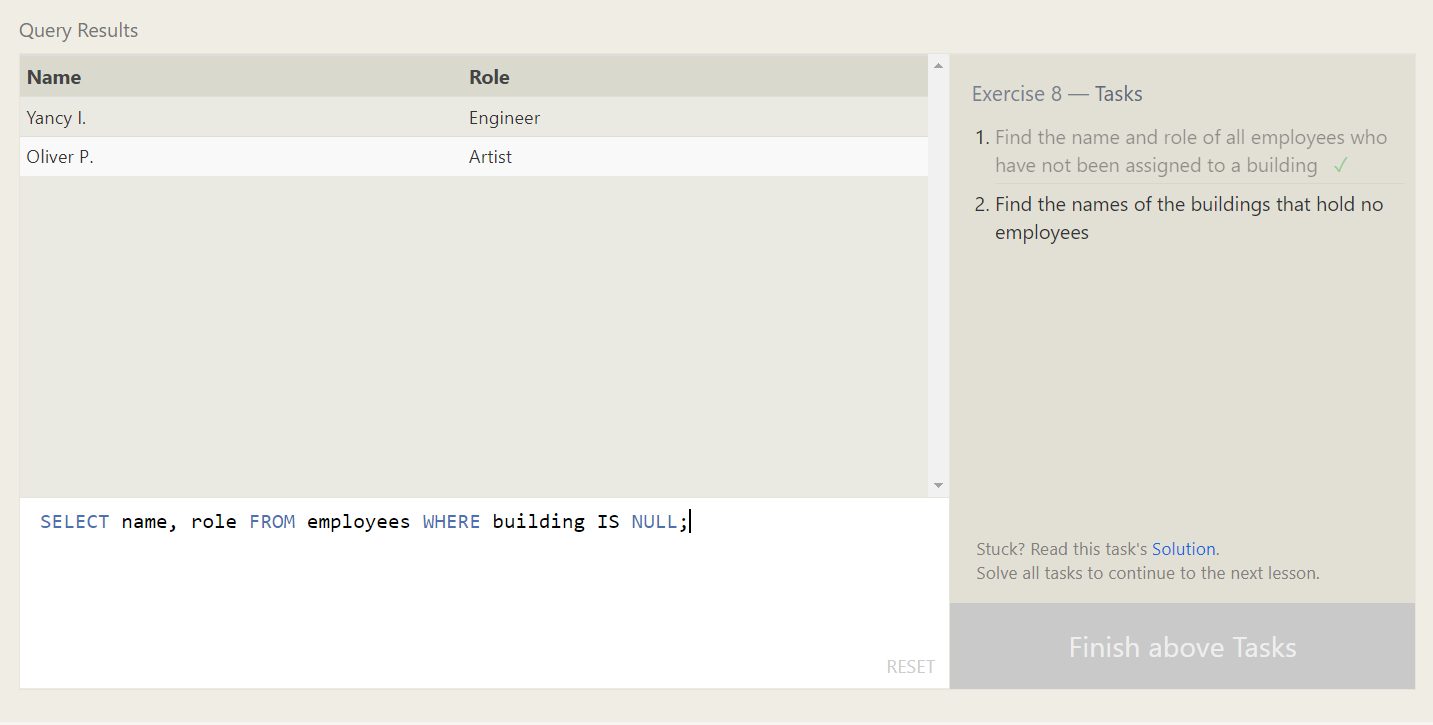 Query Results
Name Role
Yancy I. Engineer
Oliver P. Artist
SELECT name, role FROM employees WHERE building IS NULL;
RESET
Exercise 8 — Tasks
1. Find the name and role of all employees who
have not been assigned to a building ✓
2. Find the names of the buildings that hold no
employees
Stuck? Read this task's Solution.
Solve all tasks to continue to the next lesson.
Finish above Tasks